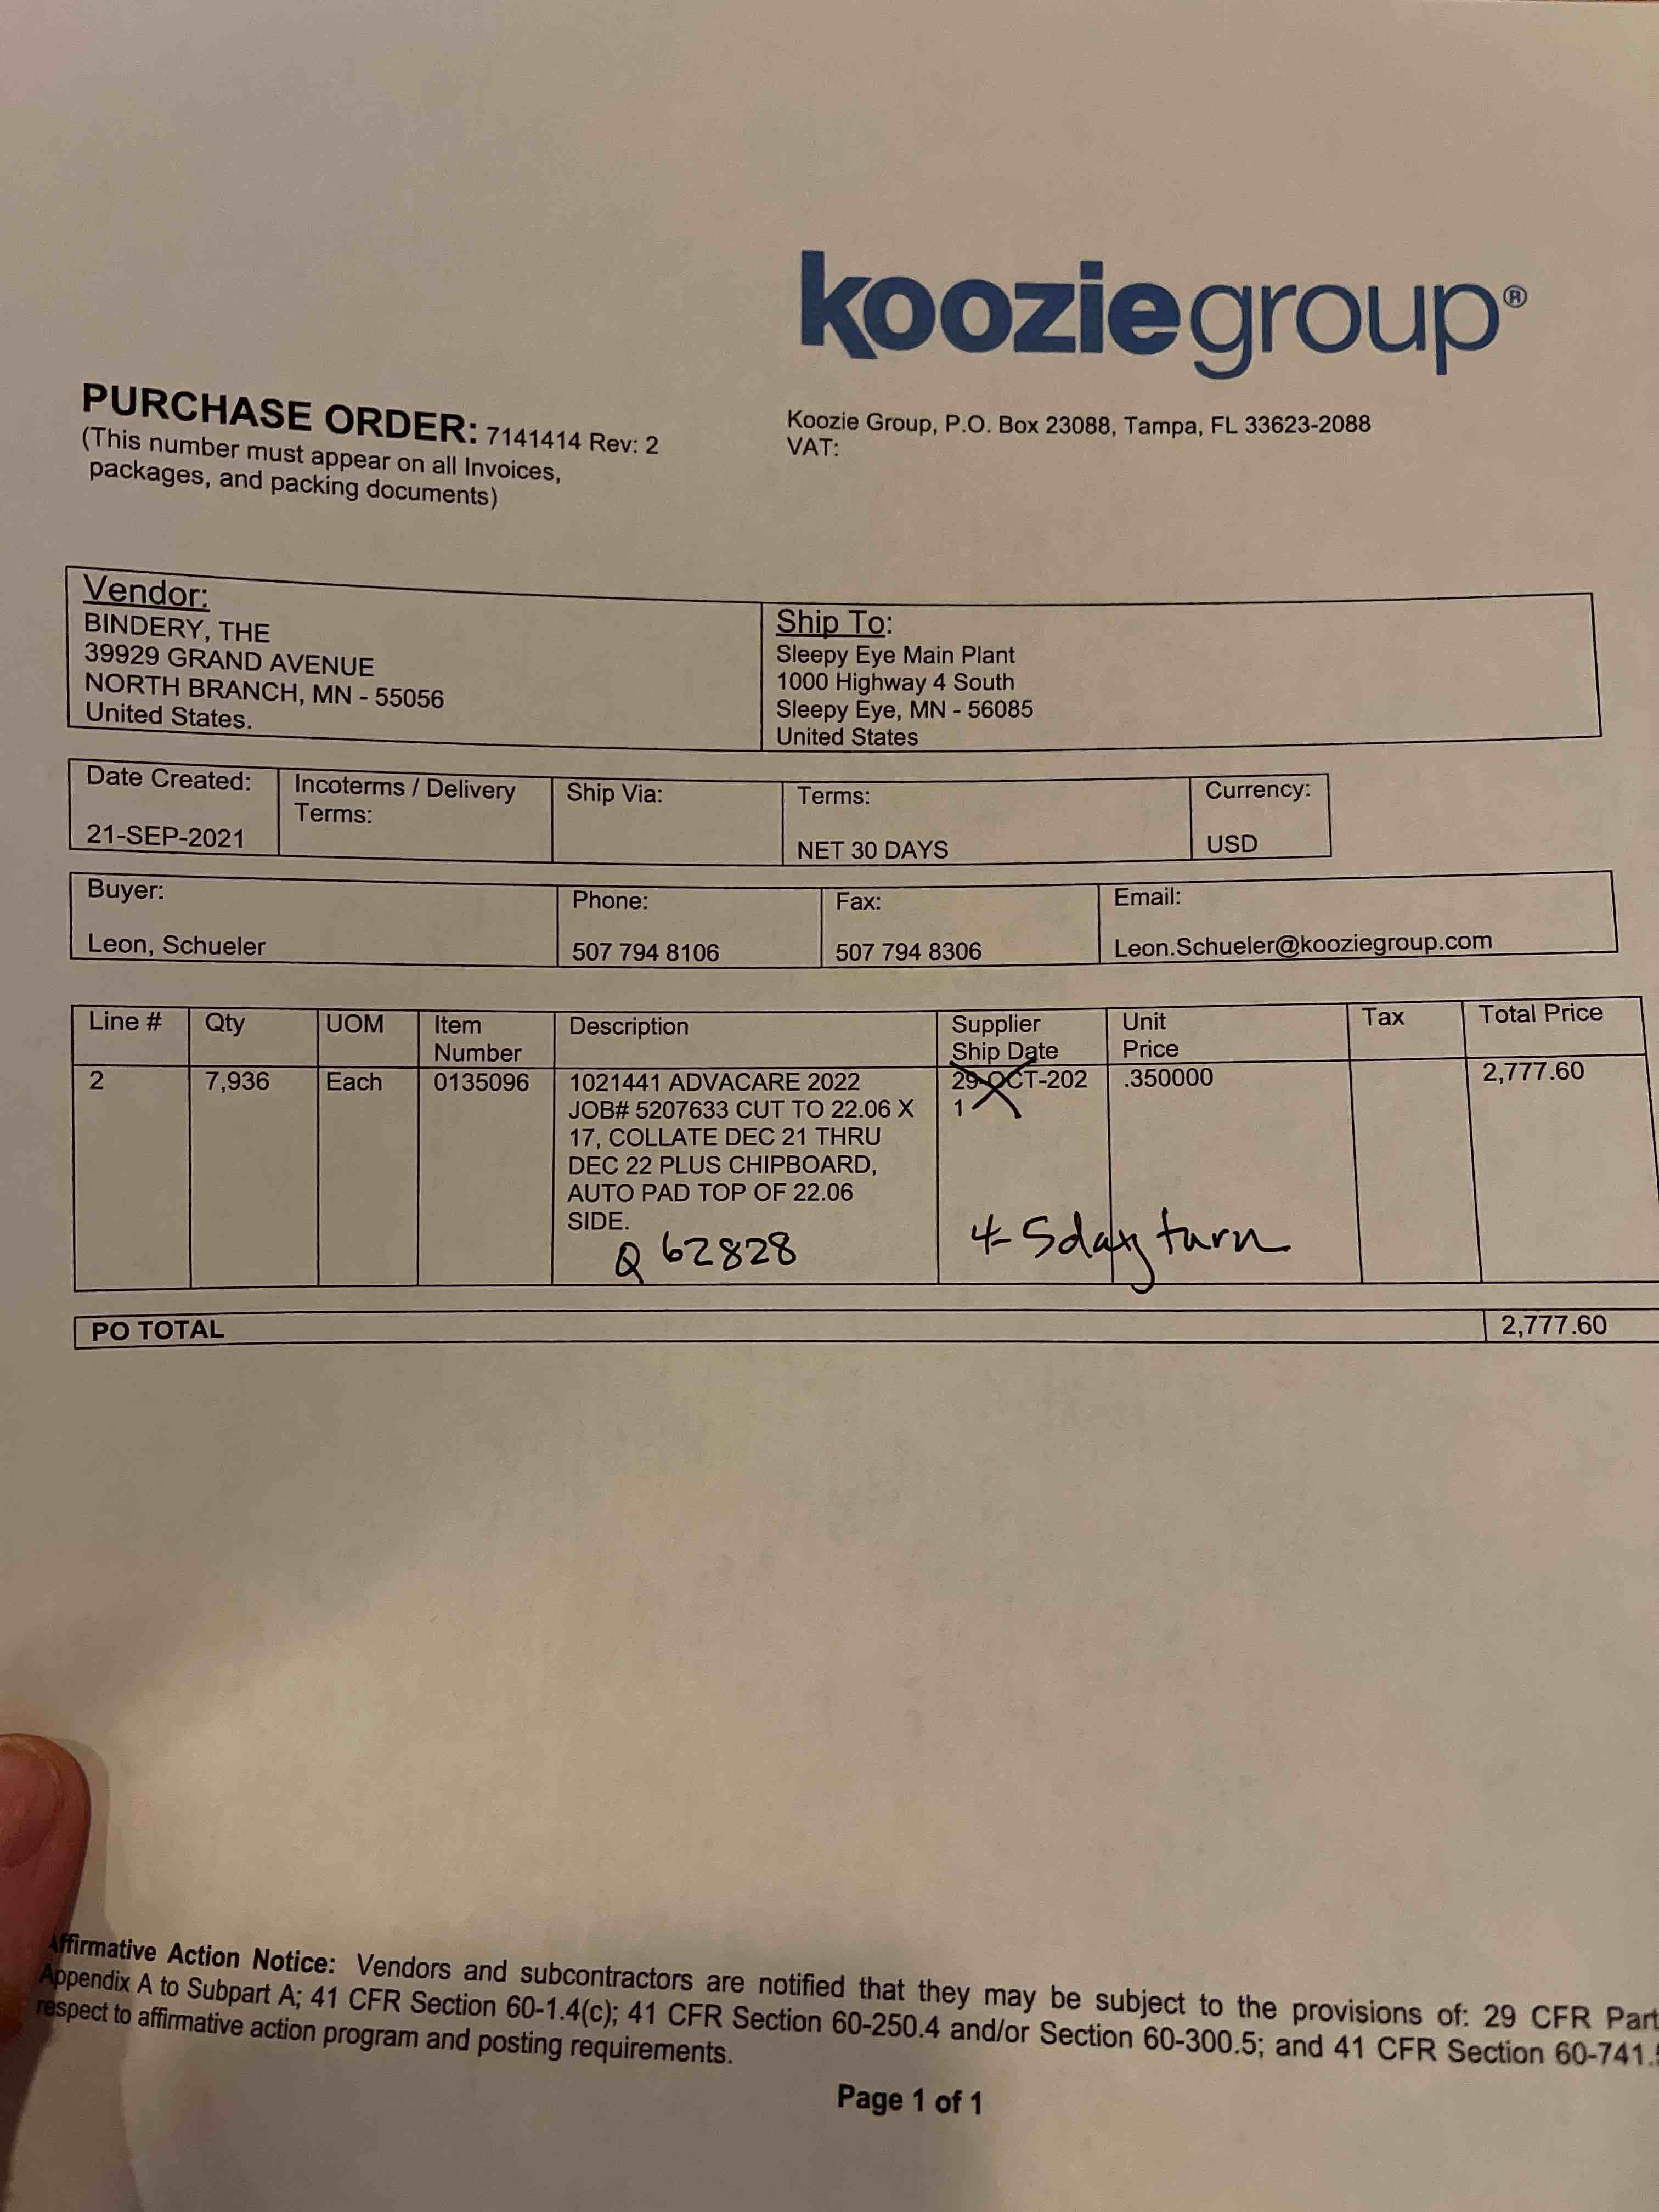 kooziegroup®
PURCHASE ORDER: 7141414 Rev: 2
(This number must appear on all Invoices,
packages, and packing documents)
Koozie Group, P.O. Box 23088, Tampa, FL 33623-2088
VAT:
Vendor:
BINDERY, THE
39929 GRAND AVENUE
NORTH BRANCH, MN - 55056
United States.
Ship To:
Sleepy Eye Main Plant
1000 Highway 4 South
Sleepy Eye, MN - 56085
United States
Date Created:
21-SEP-2021
Incoterms / Delivery
Terms:
Ship Via:
Terms:
NET 30 DAYS
Currency:
USD
Buyer:
Leon, Schueler
Phone:
507 794 8106
Fax:
507 794 8306
Email:
Leon.Schueler@kooziegroup.com
Line #
Qty
UOM
Item
Number
Description
Supplier
Ship Date
Unit
Price
Tax
Total Price
2
7,936
Each
0135096
1021441 ADVACARE 2022
JOB# 5207633 CUT TO 22.06 X
17, COLLATE DEC 21 THRU
DEC 22 PLUS CHIPBOARD,
AUTO PAD TOP OF 22.06
SIDE.
Q 62828
29-OCT-202
1
4-5 day turn
.350000
2,777.60
PO TOTAL
2,777.60
Affirmative Action Notice: Vendors and subcontractors are notified that they may be subject to the provisions of: 29 CFR Part
Appendix A to Subpart A; 41 CFR Section 60-1.4(c); 41 CFR Section 60-250.4 and/or Section 60-300.5; and 41 CFR Section 60-741.
respect to affirmative action program and posting requirements.
Page 1 of 1